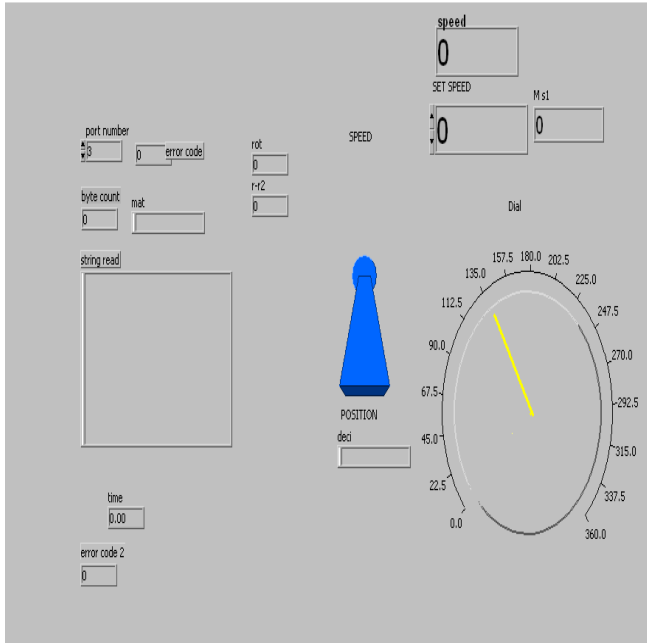 speed
0
SET SPEED
0
M s1
0
port number
3
0
error code
rot
0
SPEED
r-r2
0
byte count
0
mat
string read
Dial
0.0
22.5
45.0
67.5
90.0
112.5
135.0
157.5
180.0
202.5
225.0
247.5
270.0
292.5
315.0
337.5
360.0
POSITION
deci
time
0.00
error code 2
0